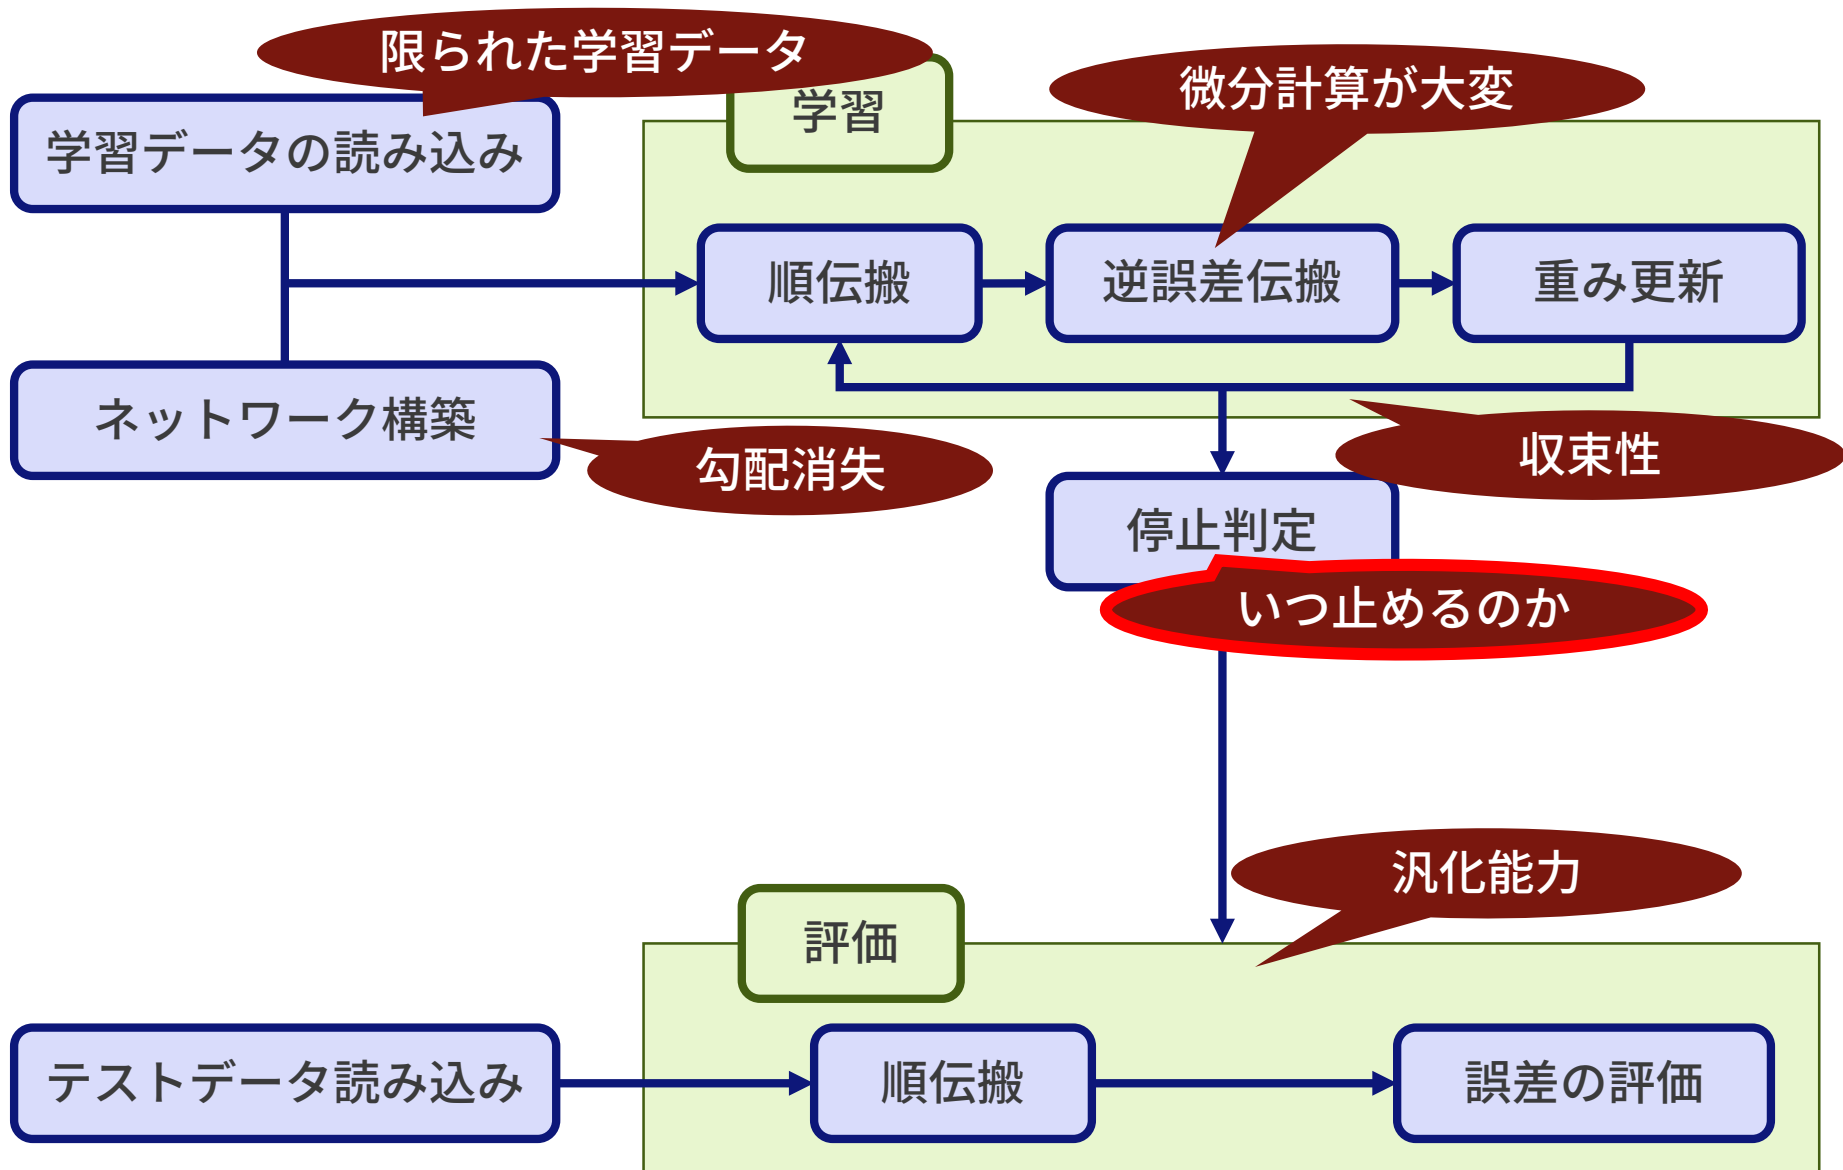 限られた学習データ
学習
微分計算が大変
学習データの読み込み
順伝搬
逆誤差伝搬
重み更新
ネットワーク構築
勾配消失
収束性
停止判定
いつ止めるのか
汎化能力
評価
テストデータ読み込み
順伝搬
誤差の評価